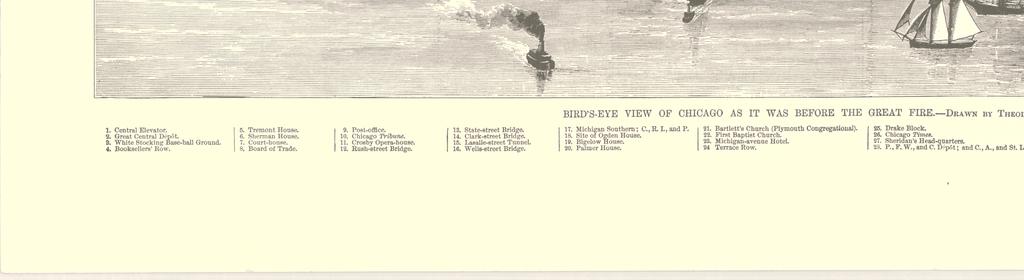 BIRD'S-EYE VIEW OF CHICAGO AS IT WAS BEFORE THE GREAT FIRE.—DRAWN BY THEO
1. Central Elevator.
2. Great Central Depôt.
3. White Stocking Base-ball Ground.
4. Booksellers' Row.
5. Tremont House.
6. Sherman House.
7. Court-house.
8. Board of Trade.
9. Post-office.
10. Chicago Tribune.
11. Crosby Opera-house.
12. Rush-street Bridge.
13. State-street Bridge.
14. Clark-street Bridge.
15. Lasalle-street Tunnel.
16. Wells-street Bridge.
17. Michigan Southern; C., R. I., and P.
18. Site of Ogden House.
19. Bigelow House.
20. Palmer House.
21. Bartlett's Church (Plymouth Congregational).
22. First Baptist Church.
23. Michigan-avenue Hotel.
24 Terrace Row.
25. Drake Block.
26. Chicago Times.
27. Sheridan's Head-quarters.
28. P., F. W., and C. Depôt; and C., A., and St. L